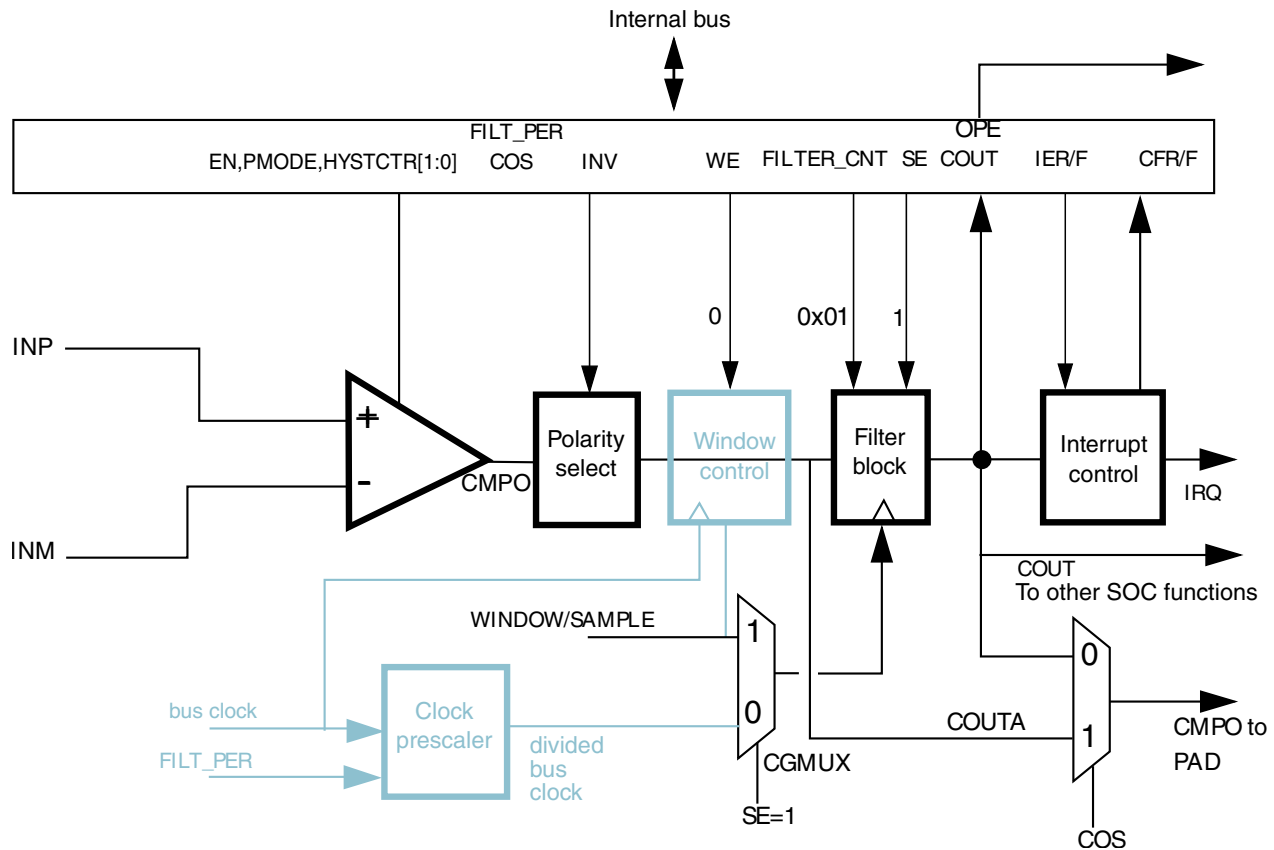 Internal bus
FILT_PER
OPE
EN,PMODE,HYSTCTR[1:0]
COS
INV
WE
FILTER_CNT
SE
COUT
IER/F
CFR/F
0
0x01
1
INP
INM
+
-
CMPO
Polarity
select
Window
control
Filter
block
Interrupt
control
IRQ
COUT
To other SOC functions
WINDOW/SAMPLE
1
0
CGMUX
SE=1
bus clock
FILT_PER
Clock
prescaler
divided
bus
clock
COUTA
0
1
CMPO to
PAD
COS